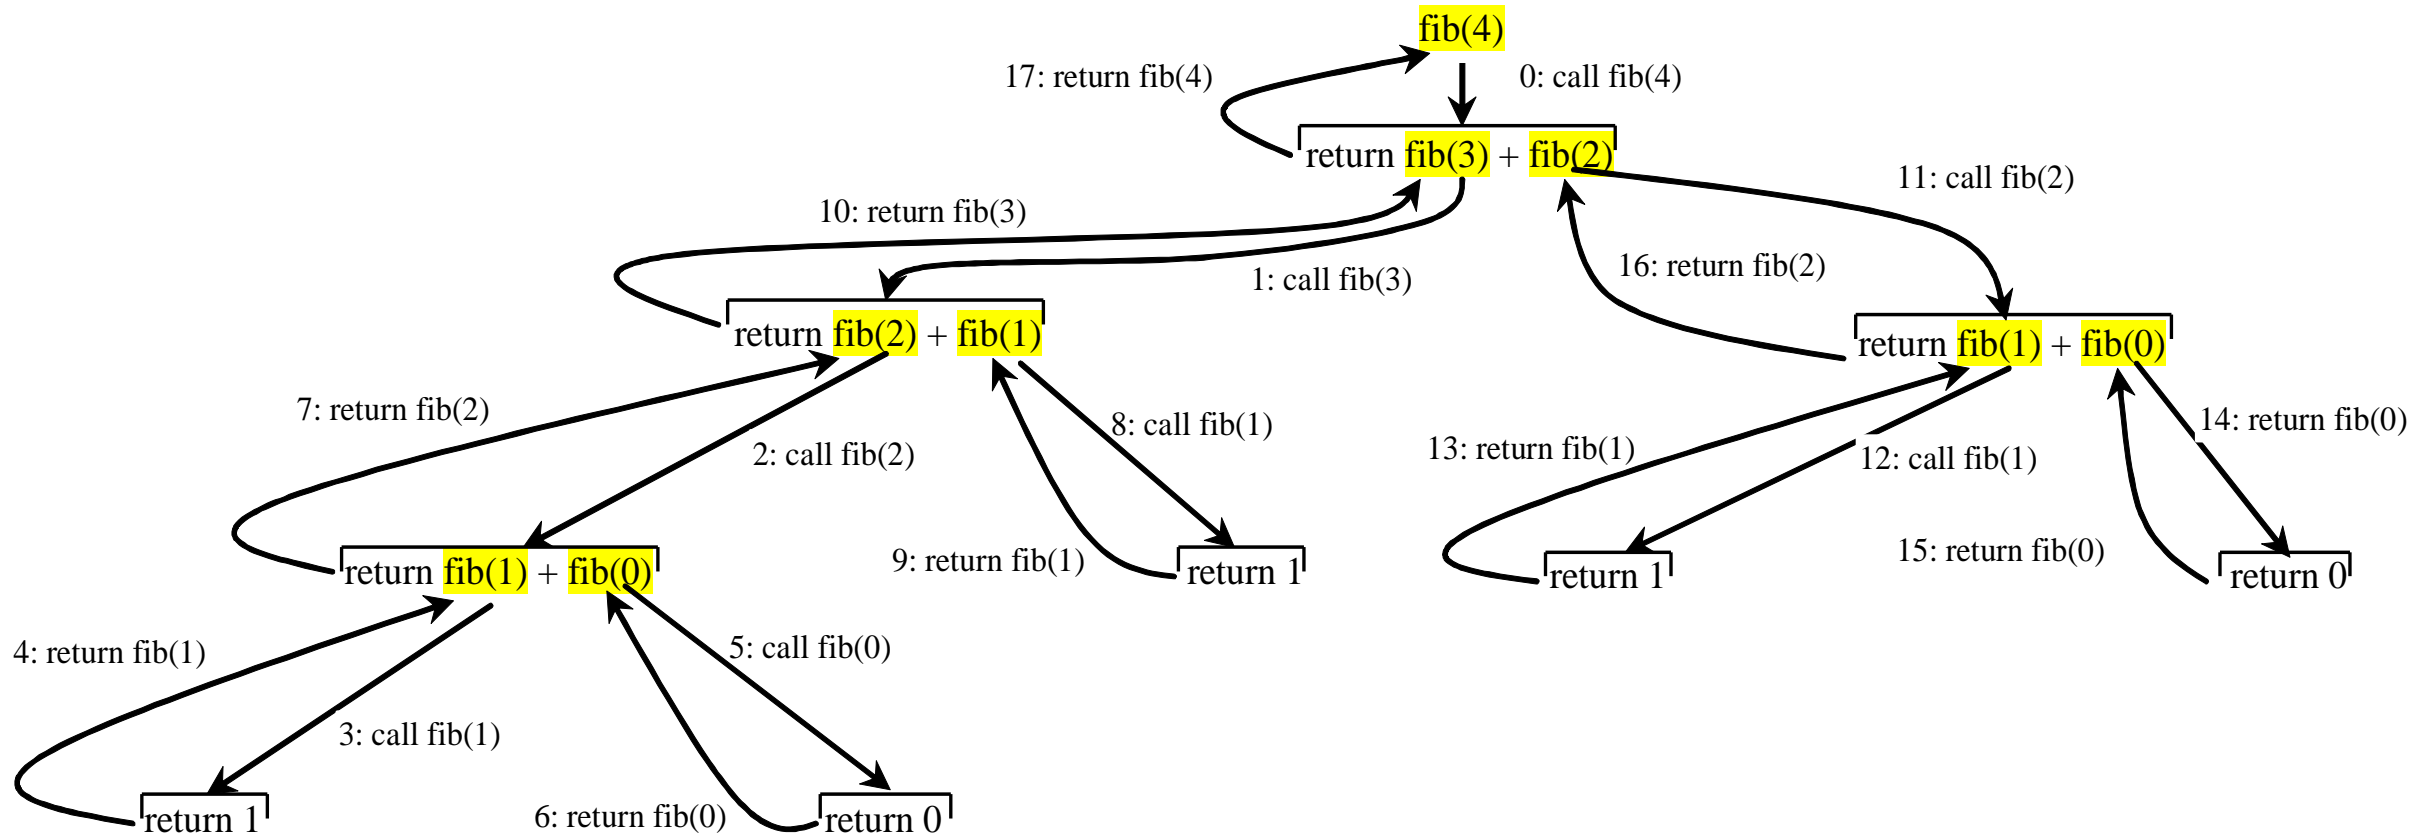 fib(4)
17: return fib(4)
0: call fib(4)
return fib(3) + fib(2)
11: call fib(2)
10: return fib(3)
1: call fib(3)
16: return fib(2)
return fib(2) + fib(1)
return fib(1) + fib(0)
7: return fib(2)
2: call fib(2)
8: call fib(1)
13: return fib(1)
12: call fib(1)
14: return fib(0)
9: return fib(1)
15: return fib(0)
return fib(1) + fib(0)
return 1
return 1
return 0
4: return fib(1)
5: call fib(0)
3: call fib(1)
6: return fib(0)
return 1
return 0